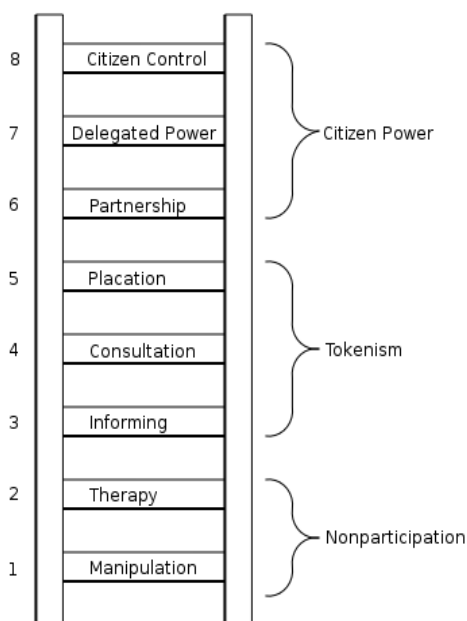 8 Citizen Control
7 Delegated Power Citizen Power
6 Partnership
5 Placation
4 Consultation Tokenism
3 Informing
2 Therapy
Nonparticipation
1 Manipulation